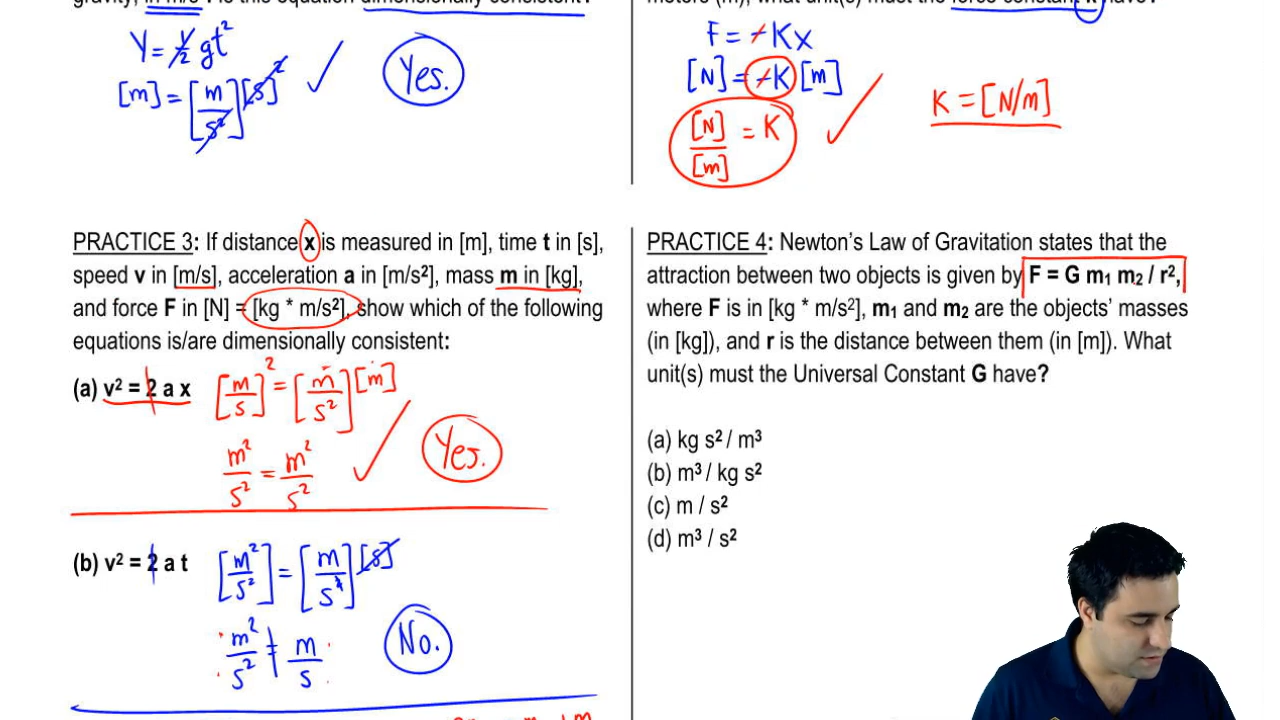 gravity, in m/s². Is this equation dimensionally consistent?
Y = ½ gt²
[m] = [m/s²][s]²
Yes.
meters (m), what unit(s) must the force constant k have?
F = -Kx
[N] = -K [m]
[N]/[m] = K
K = [N/m]
PRACTICE 3: If distance x is measured in [m], time t in [s],
speed v in [m/s], acceleration a in [m/s²], mass m in [kg],
and force F in [N] = [kg * m/s²], show which of the following
equations is/are dimensionally consistent:
(a) v² = 2 a x
[m/s]² = [m/s²][m]
m²/s² = m²/s²
Yes.
(b) v² = 2 a t
[m²/s²] = [m/s²][s]
m²/s² ≠ m/s
No.
PRACTICE 4: Newton's Law of Gravitation states that the
attraction between two objects is given by F = G m₁ m₂ / r²,
where F is in [kg * m/s²], m₁ and m₂ are the objects' masses
(in [kg]), and r is the distance between them (in [m]). What
unit(s) must the Universal Constant G have?
(a) kg s² / m³
(b) m³ / kg s²
(c) m / s²
(d) m³ / s²